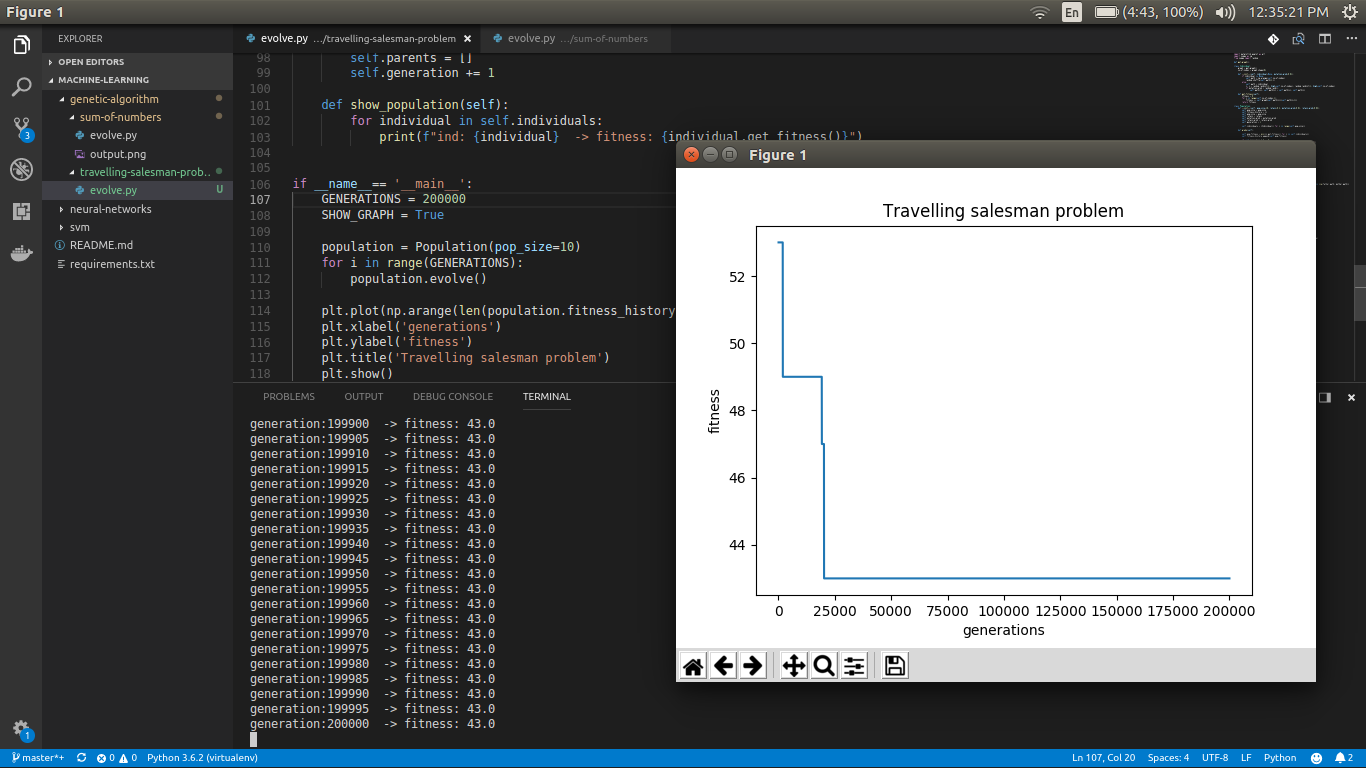 Figure 1
En
(4:43, 100%)
12:35:21 PM
EXPLORER
OPEN EDITORS
MACHINE-LEARNING
genetic-algorithm
sum-of-numbers
evolve.py
output.png
travelling-salesman-prob..
evolve.py U
neural-networks
svm
README.md
requirements.txt
3
1
evolve.py .../travelling-salesman-problem ×
evolve.py .../sum-of-numbers
98 self.parents = []
99 self.generation += 1
100
101 def show_population(self):
102 for individual in self.individuals:
103 print(f"ind: {individual}  -> fitness: {individual.get_fitness()}")
104
105
106 if __name__== '__main__':
107 GENERATIONS = 200000
108 SHOW_GRAPH = True
109
110 population = Population(pop_size=10)
111 for i in range(GENERATIONS):
112 population.evolve()
113
114 plt.plot(np.arange(len(population.fitness_history
115 plt.xlabel('generations')
116 plt.ylabel('fitness')
117 plt.title('Travelling salesman problem')
118 plt.show()
PROBLEMS OUTPUT DEBUG CONSOLE TERMINAL
generation:199900  -> fitness: 43.0
generation:199905  -> fitness: 43.0
generation:199910  -> fitness: 43.0
generation:199915  -> fitness: 43.0
generation:199920  -> fitness: 43.0
generation:199925  -> fitness: 43.0
generation:199930  -> fitness: 43.0
generation:199935  -> fitness: 43.0
generation:199940  -> fitness: 43.0
generation:199945  -> fitness: 43.0
generation:199950  -> fitness: 43.0
generation:199955  -> fitness: 43.0
generation:199960  -> fitness: 43.0
generation:199965  -> fitness: 43.0
generation:199970  -> fitness: 43.0
generation:199975  -> fitness: 43.0
generation:199980  -> fitness: 43.0
generation:199985  -> fitness: 43.0
generation:199990  -> fitness: 43.0
generation:199995  -> fitness: 43.0
generation:200000  -> fitness: 43.0
Figure 1
Travelling salesman problem
52
50
48
46
44
fitness
0 25000 50000 75000 100000 125000 150000 175000 200000
generations
master*+ 0 0 Python 3.6.2 (virtualenv)
Ln 107, Col 20 Spaces: 4 UTF-8 LF Python 2